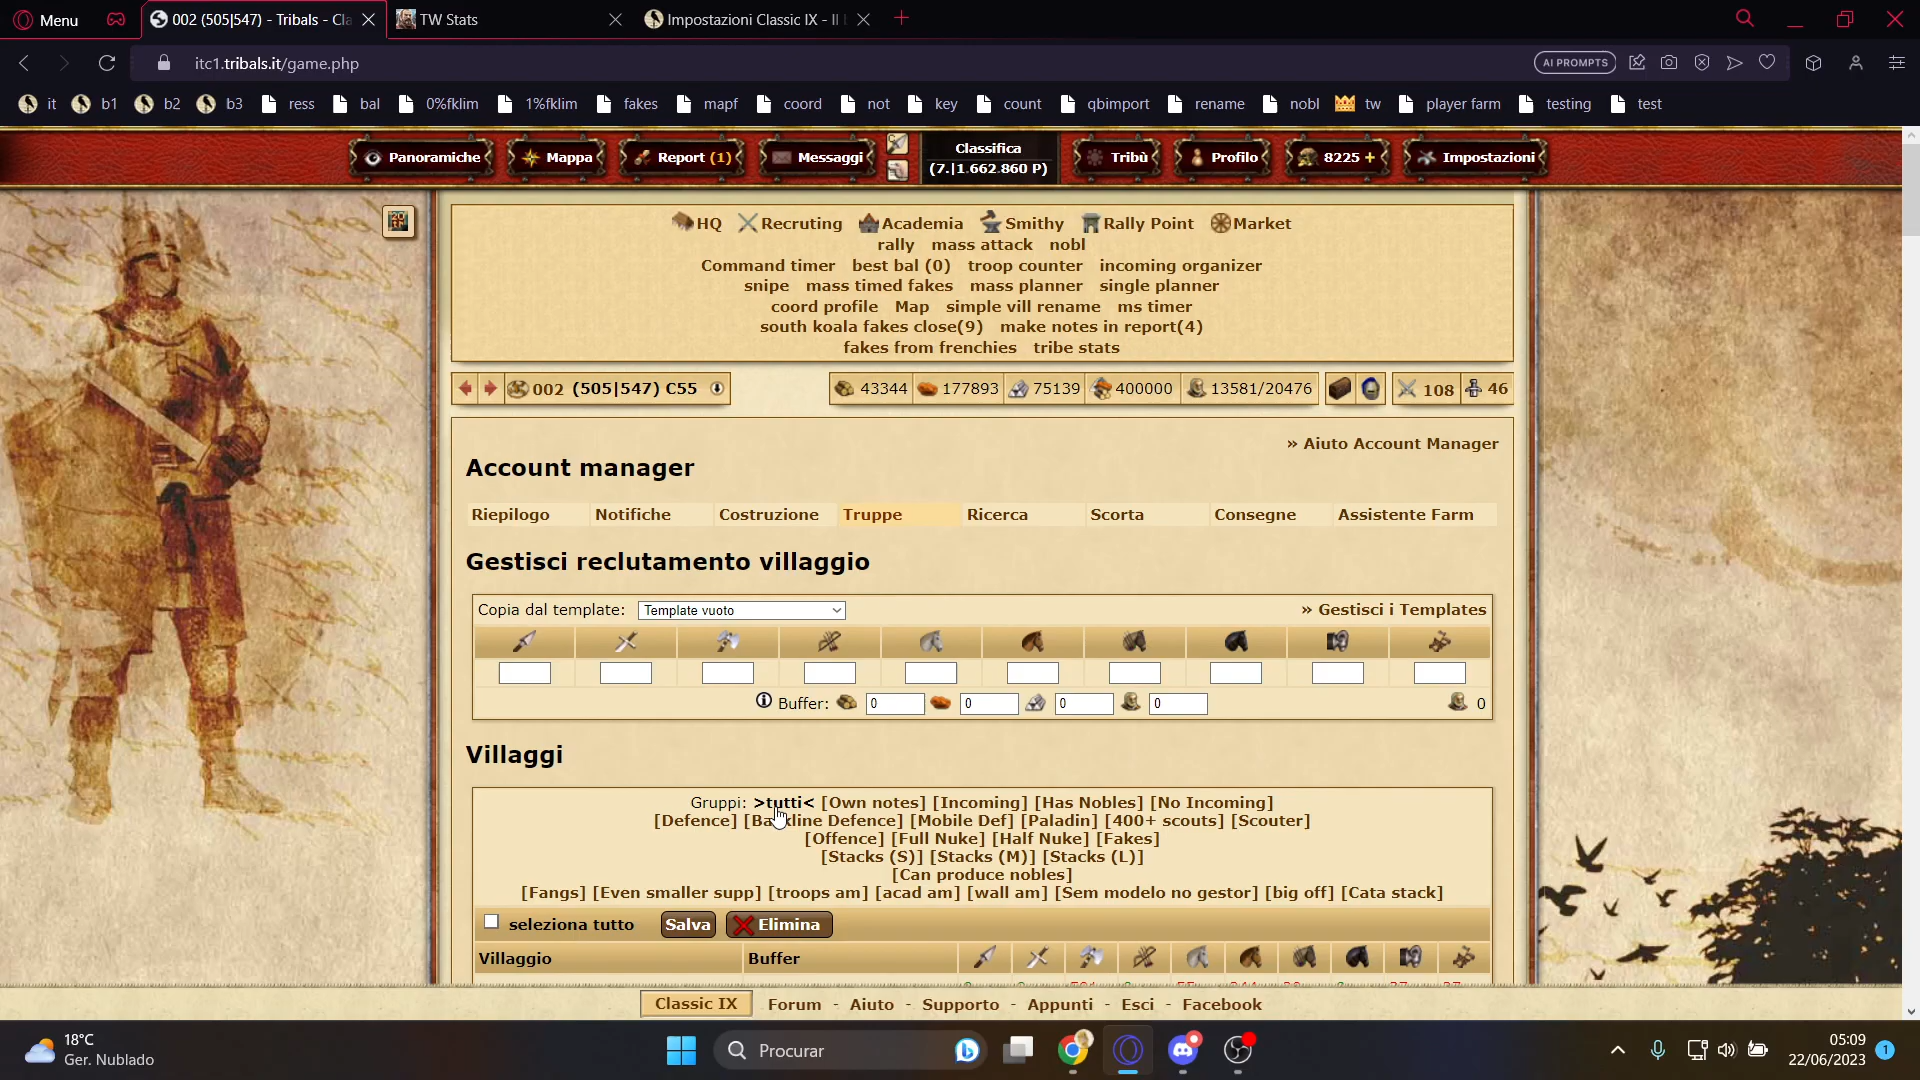 Menu
002 (505|547) - Tribals - Cla
TW Stats
Impostazioni Classic IX - Il b
itc1.tribals.it/game.php
AI PROMPTS
it b1 b2 b3 ress bal 0%fklim 1%fklim fakes mapf coord not key count qbimport rename nobl tw player farm testing test
Panoramiche Mappa Report (1) Messaggi Classifica (7.|1.662.860 P) Tribù Profilo 8225 + Impostazioni
HQ Recruting Academia Smithy Rally Point Market
rally mass attack nobl
Command timer best bal (0) troop counter incoming organizer
snipe mass timed fakes mass planner single planner
coord profile Map simple vill rename ms timer
south koala fakes close(9) make notes in report(4)
fakes from frenchies tribe stats
002 (505|547) C55 43344 177893 75139 400000 13581/20476 108 46
» Aiuto Account Manager
Account manager
Riepilogo Notifiche Costruzione Truppe Ricerca Scorta Consegne Assistente Farm
Gestisci reclutamento villaggio
Copia dal template: Template vuoto » Gestisci i Templates
Buffer: 0 0 0 0 0
Villaggi
Gruppi: >tutti< [Own notes] [Incoming] [Has Nobles] [No Incoming]
[Defence] [Backline Defence] [Mobile Def] [Paladin] [400+ scouts] [Scouter]
[Offence] [Full Nuke] [Half Nuke] [Fakes]
[Stacks (S)] [Stacks (M)] [Stacks (L)]
[Can produce nobles]
[Fangs] [Even smaller supp] [troops am] [acad am] [wall am] [Sem modelo no gestor] [big off] [Cata stack]
seleziona tutto Salva Elimina
Villaggio Buffer
Classic IX Forum - Aiuto - Supporto - Appunti - Esci - Facebook
18°C
Ger. Nublado
Procurar
05:09
22/06/2023
1